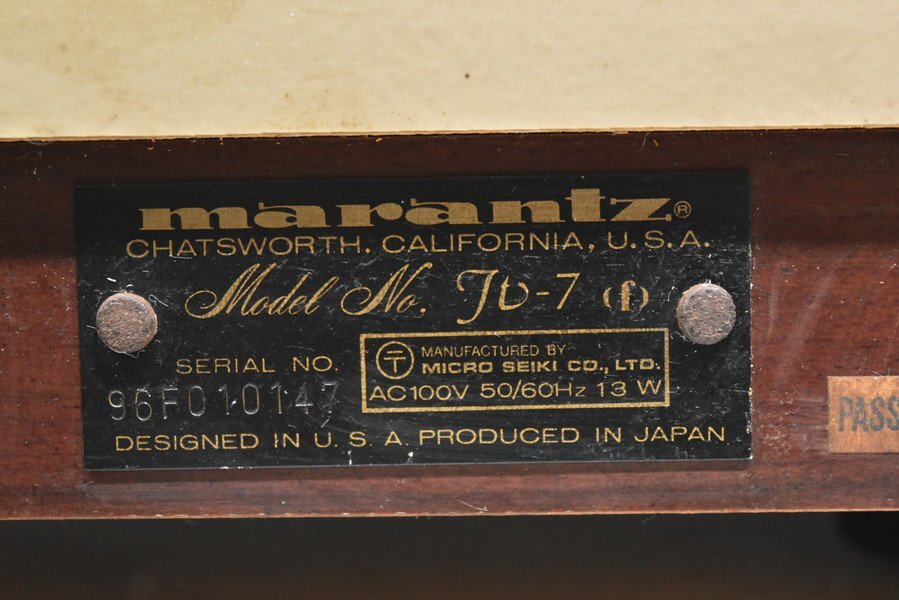 marantz®
CHATSWORTH, CALIFORNIA, U.S.A.
Model No. Tt-7 (f)
SERIAL NO.
96F010147
〒 MANUFACTURED BY
MICRO SEIKI CO., LTD.
AC100V 50/60Hz 13 W
DESIGNED IN U.S.A. PRODUCED IN JAPAN
PASS